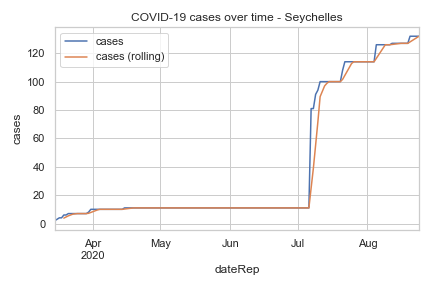 COVID-19 cases over time - Seychelles
cases
cases (rolling)
cases
120
100
80
60
40
20
0
Apr
2020
May
Jun
Jul
Aug
dateRep